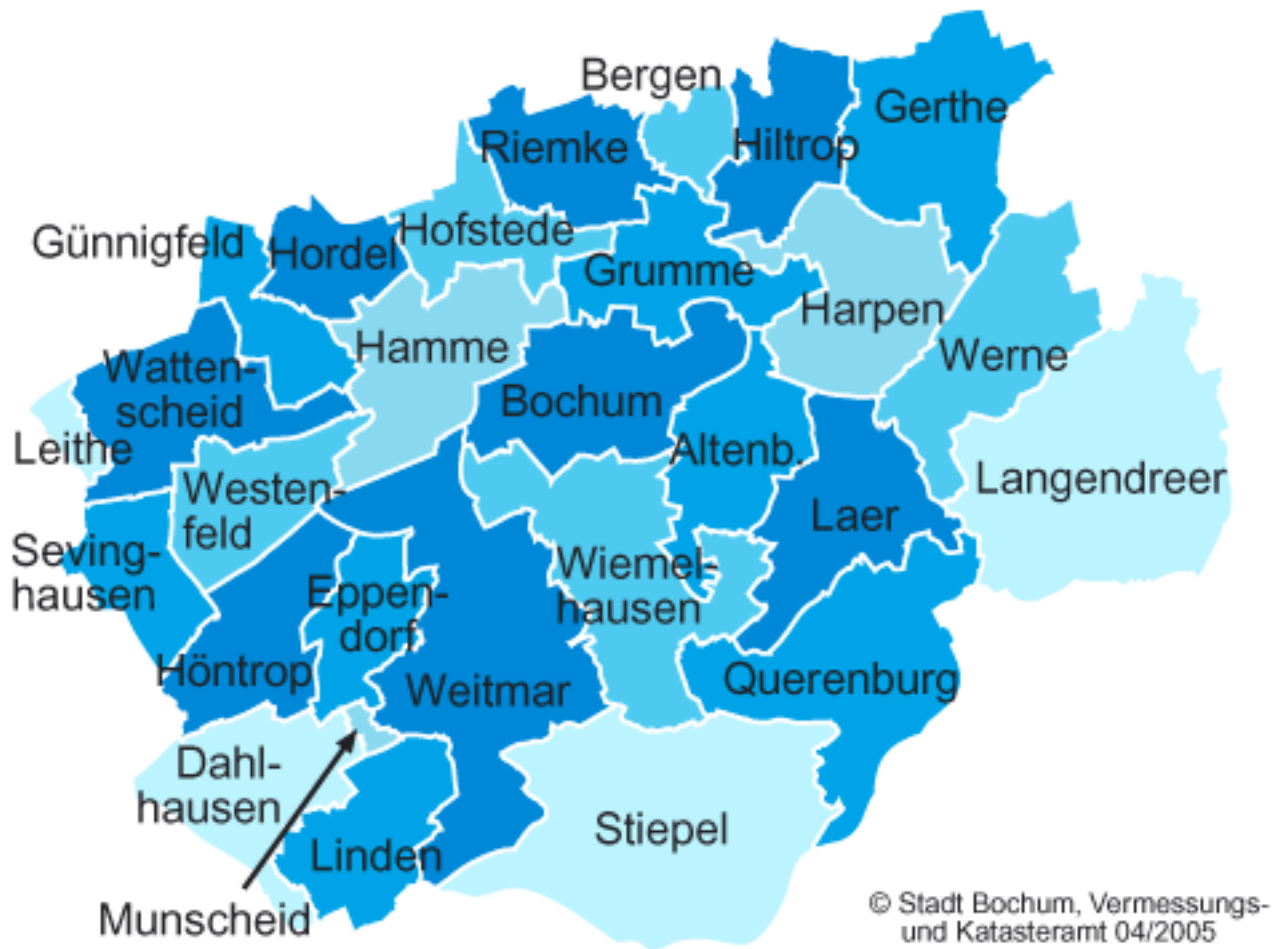 Bergen
Gerthe
Riemke
Hiltrop
Günnigfeld
Hordel
Hofstede
Grumme
Harpen
Hamme
Werne
Watten-
scheid
Bochum
Leithe
Altenb.
Westen-
feld
Langendreer
Laer
Seving-
hausen
Wiemel-
hausen
Eppen-
dorf
Höntrop
Weitmar
Querenburg
Dahl-
hausen
Stiepel
Linden
Munscheid
© Stadt Bochum, Vermessungs-
und Katasteramt 04/2005